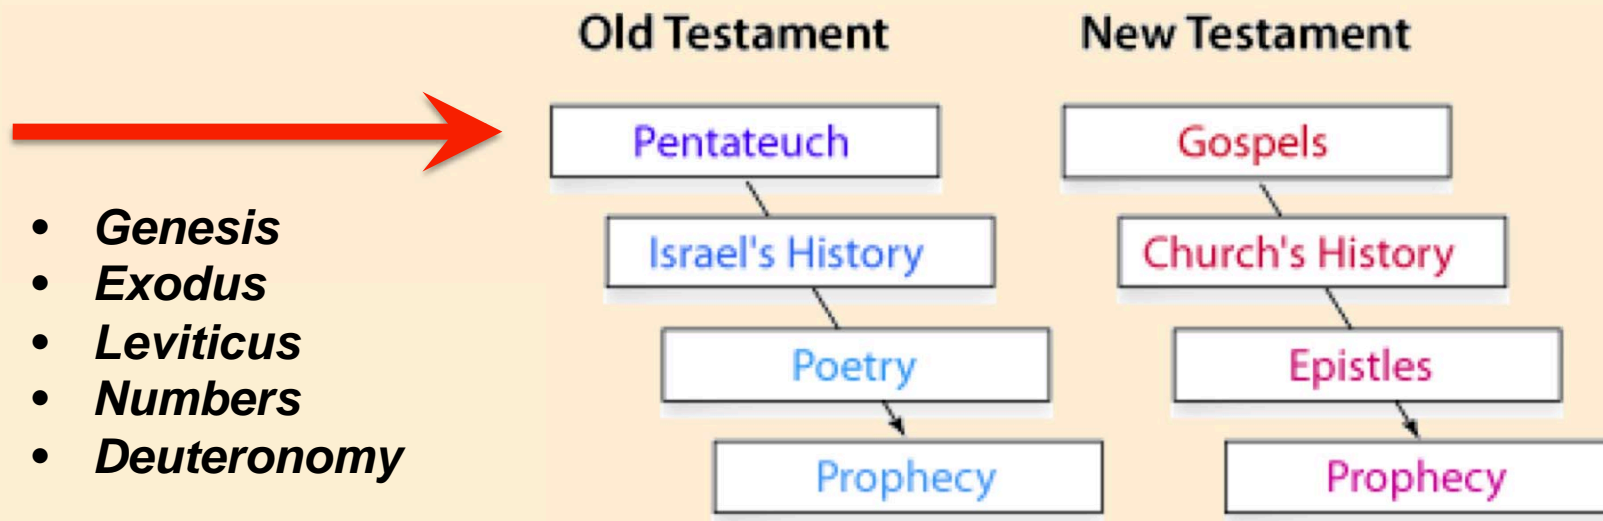 Old Testament
New Testament
Pentateuch
Gospels
• Genesis
• Exodus
• Leviticus
• Numbers
• Deuteronomy
Israel's History
Church's History
Poetry
Epistles
Prophecy
Prophecy